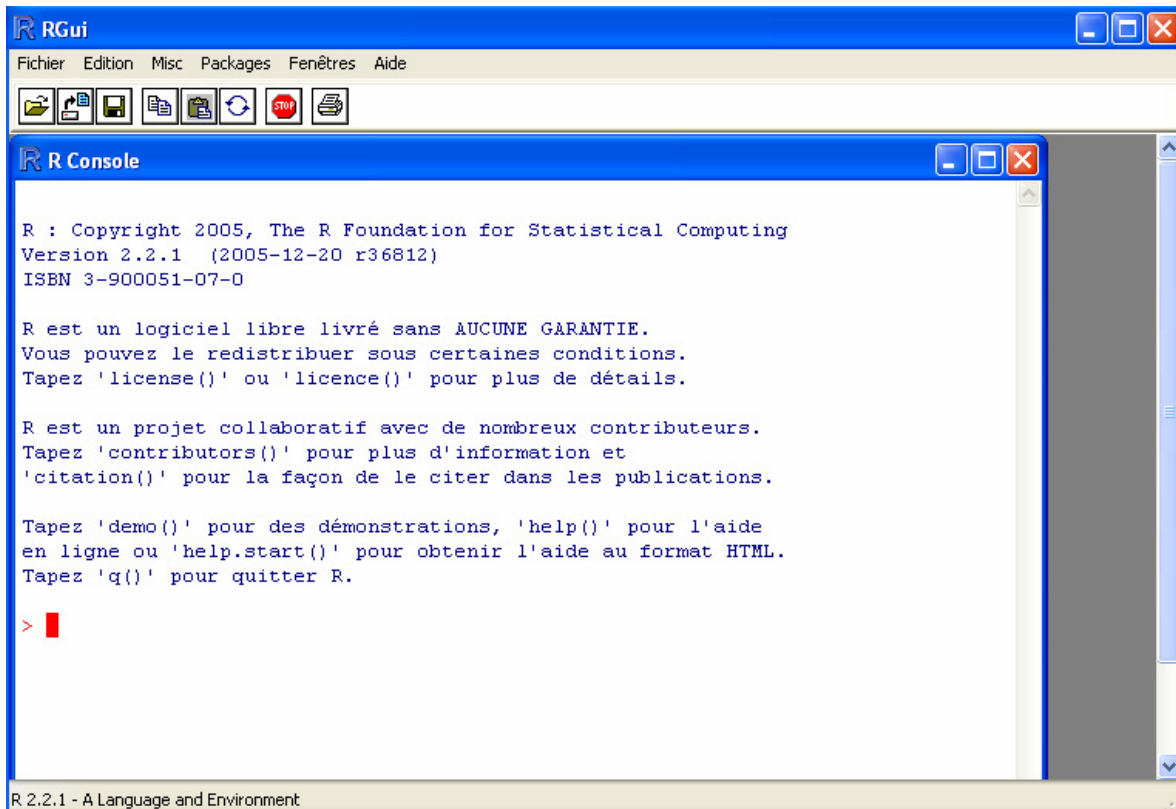 RGui
Fichier Edition Misc Packages Fenêtres Aide
STOP
R Console
R : Copyright 2005, The R Foundation for Statistical Computing
Version 2.2.1  (2005-12-20 r36812)
ISBN 3-900051-07-0
R est un logiciel libre livré sans AUCUNE GARANTIE.
Vous pouvez le redistribuer sous certaines conditions.
Tapez 'license()' ou 'licence()' pour plus de détails.
R est un projet collaboratif avec de nombreux contributeurs.
Tapez 'contributors()' pour plus d'information et
'citation()' pour la façon de le citer dans les publications.
Tapez 'demo()' pour des démonstrations, 'help()' pour l'aide
en ligne ou 'help.start()' pour obtenir l'aide au format HTML.
Tapez 'q()' pour quitter R.
>
R 2.2.1 - A Language and Environment